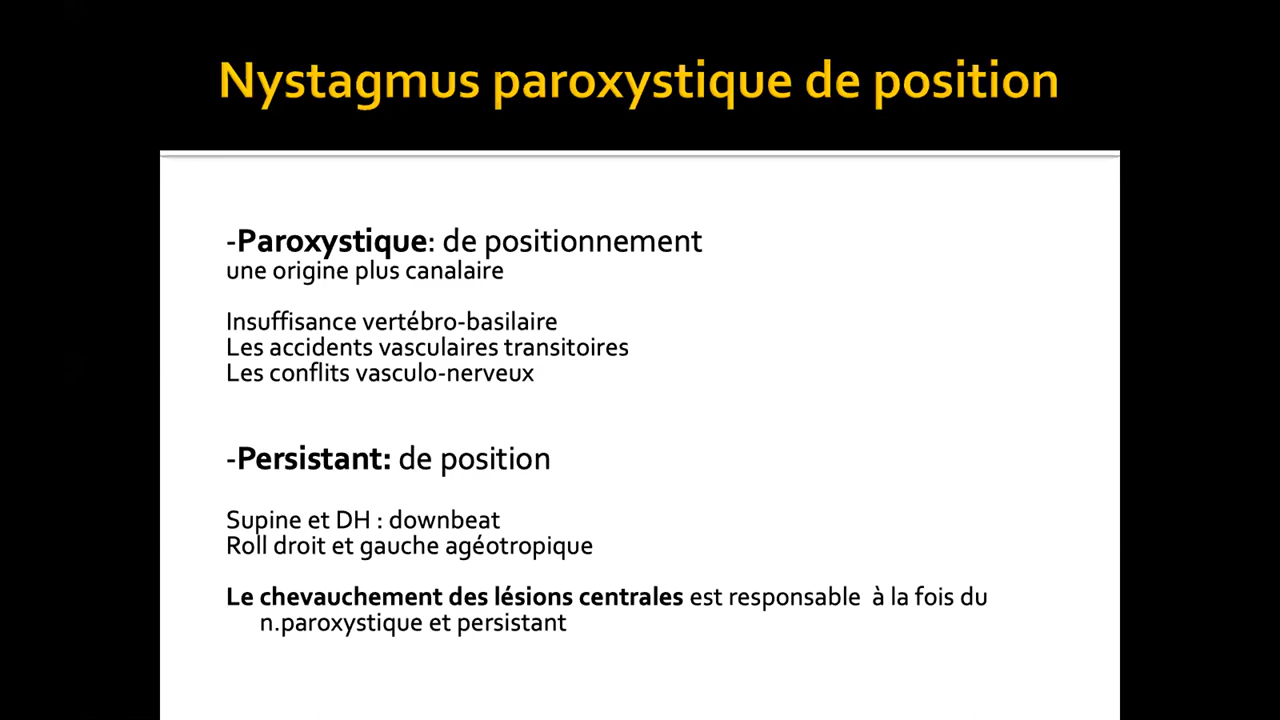 Nystagmus paroxystique de position
-Paroxystique: de positionnement
une origine plus canalaire
Insuffisance vertébro-basilaire
Les accidents vasculaires transitoires
Les conflits vasculo-nerveux
-Persistant: de position
Supine et DH : downbeat
Roll droit et gauche agéotropique
Le chevauchement des lésions centrales est responsable à la fois du
n.paroxystique et persistant